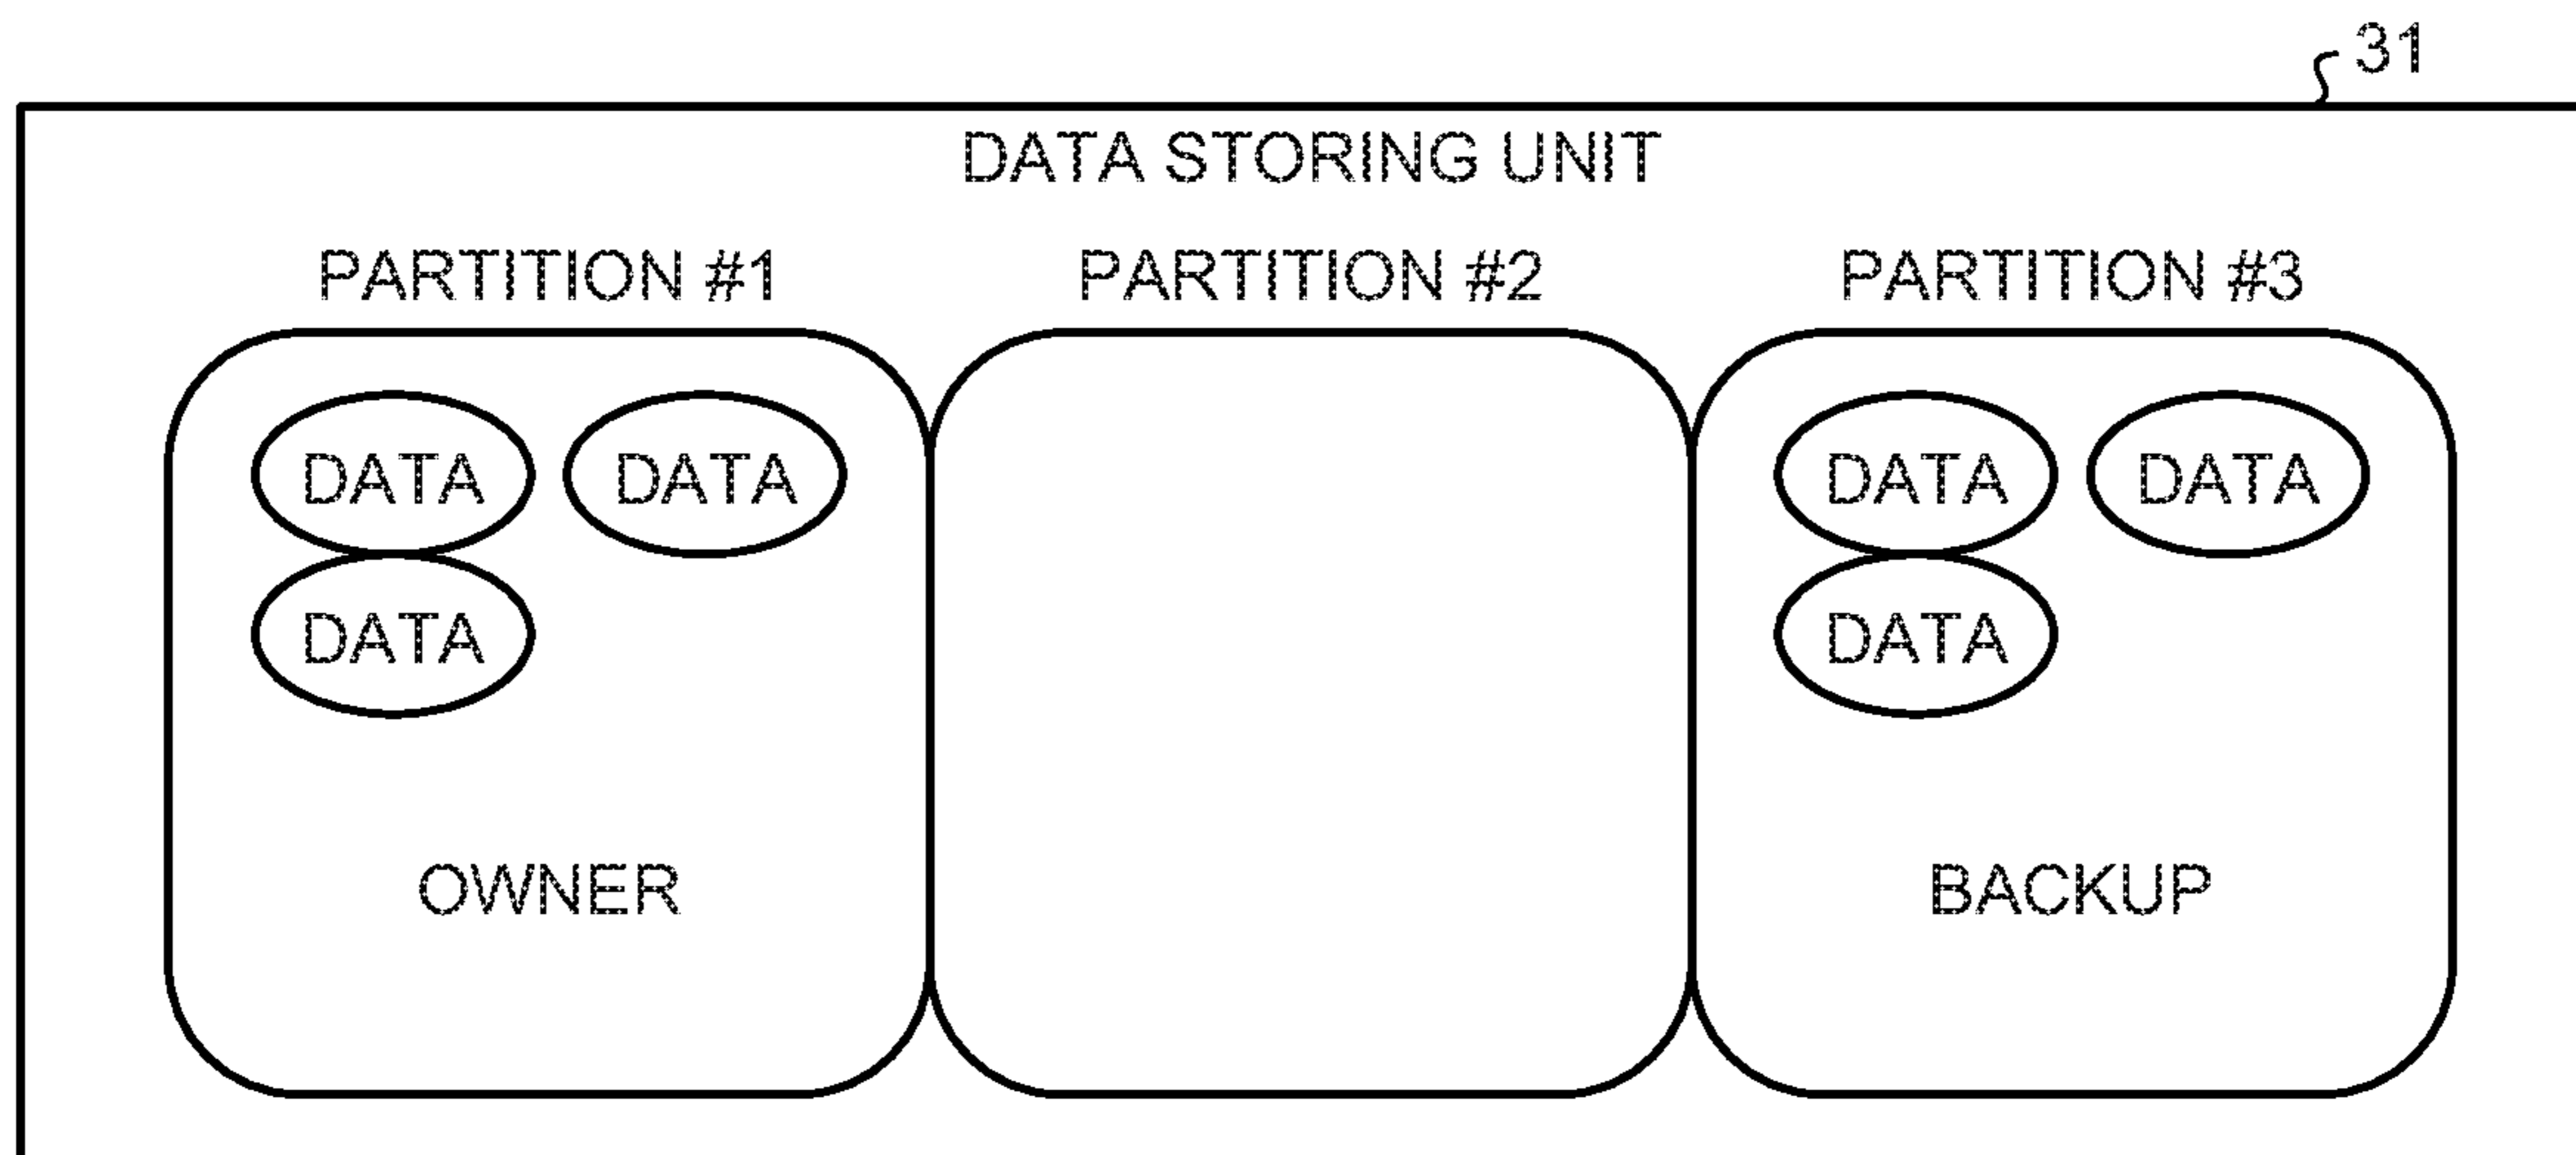 31
DATA STORING UNIT
PARTITION #1 PARTITION #2 PARTITION #3
DATA DATA DATA DATA
DATA DATA
OWNER BACKUP